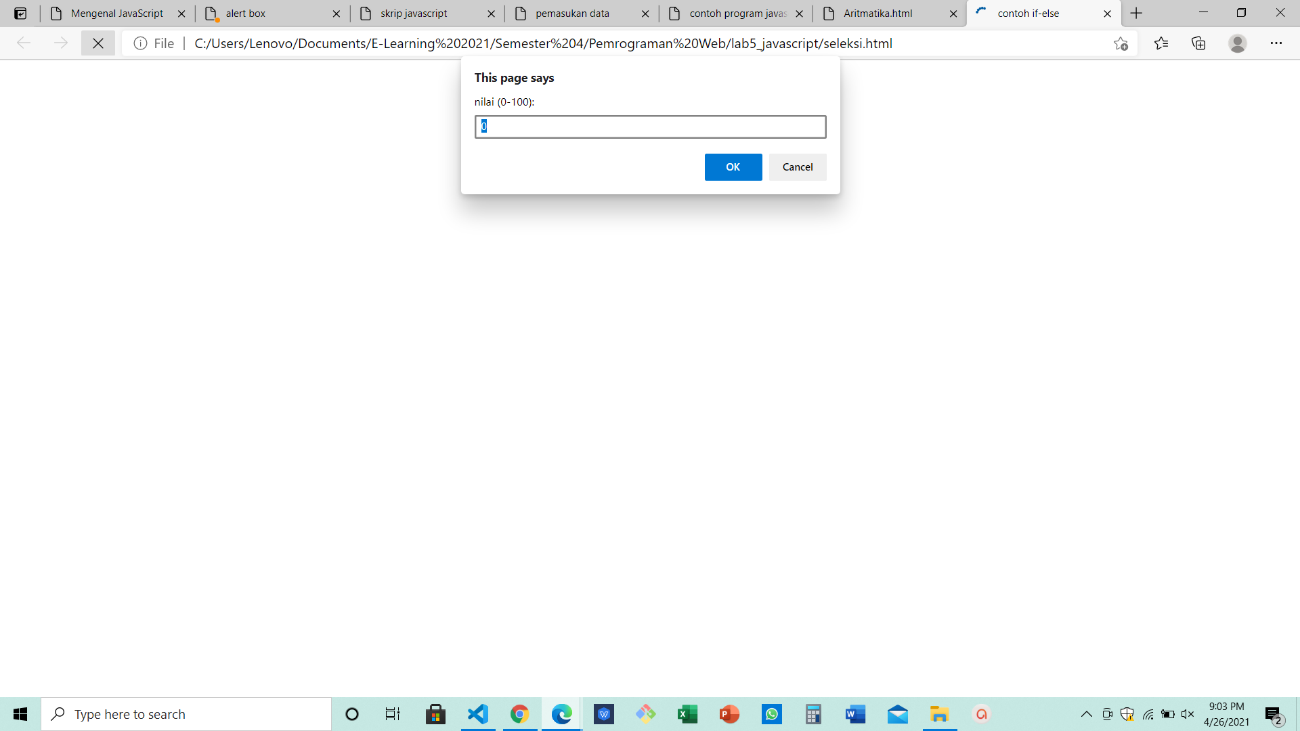 Mengenal JavaScript
alert box
skrip javascript
pemasukan data
contoh program javas
Aritmatika.html
contoh if-else
File
C:/Users/Lenovo/Documents/E-Learning%202021/Semester%204/Pemrograman%20Web/lab5_javascript/seleksi.html
This page says
nilai (0-100):
0
OK
Cancel
Type here to search
9:03 PM
4/26/2021
2